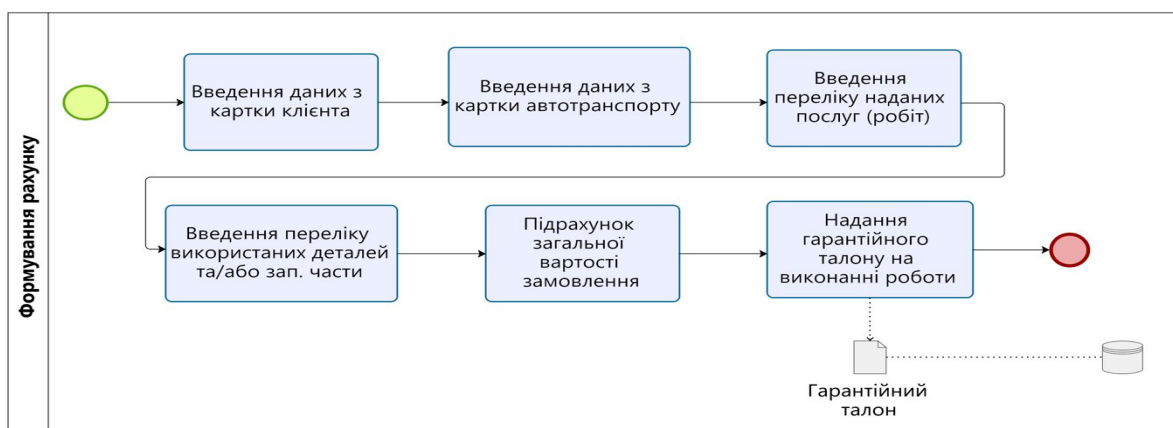 Формування рахунку
Введення даних з
картки клієнта
Введення даних з
картки автотранспорту
Введення
переліку наданих
послуг (робіт)
Введення переліку
використаних деталей
та/або зап. части
Підрахунок
загальної
вартості
замовлення
Надання
гарантійного
талону на
виконанні роботи
Гарантійний
талон